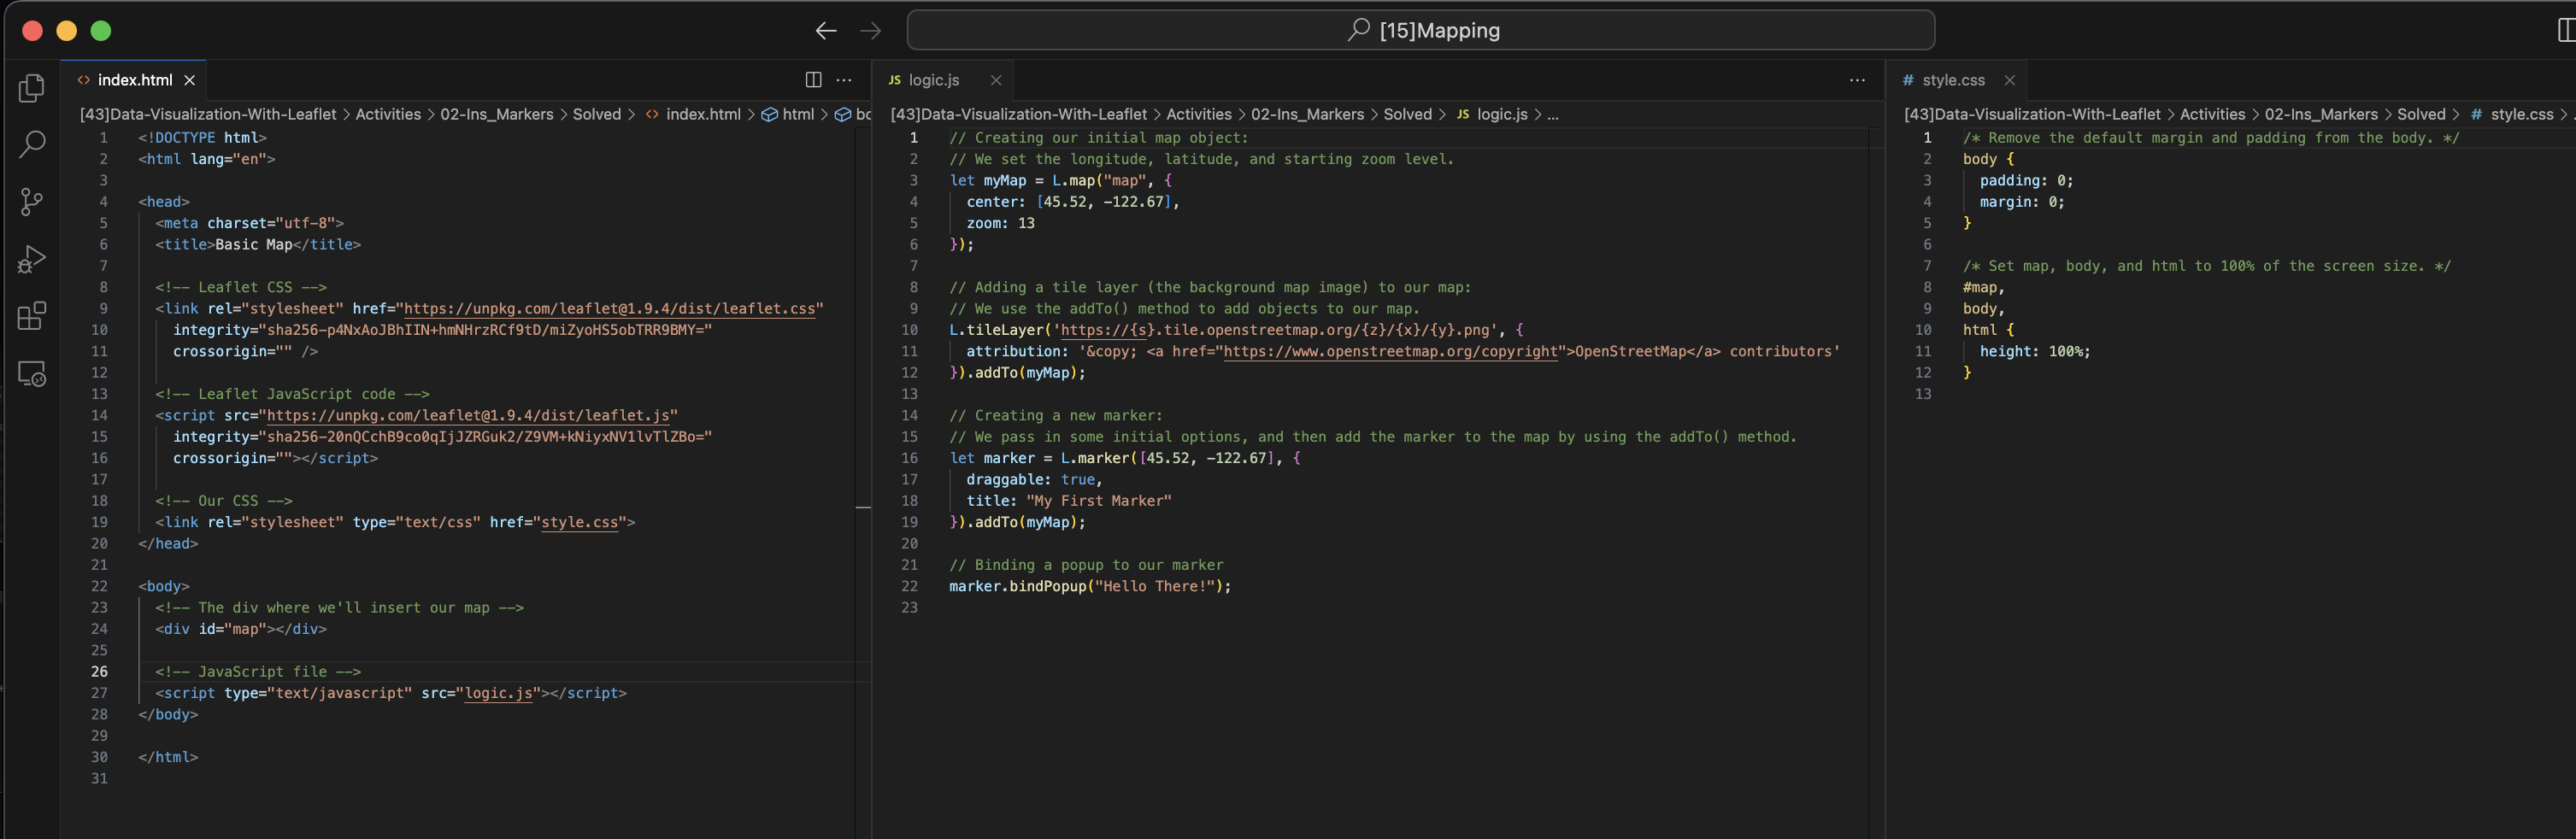 [15]Mapping
index.html
[43]Data-Visualization-With-Leaflet > Activities > 02-Ins_Markers > Solved > index.html > html >
1 <!DOCTYPE html>
2 <html lang="en">
3
4 <head>
5 <meta charset="utf-8">
6 <title>Basic Map</title>
7
8 <!-- Leaflet CSS -->
9 <link rel="stylesheet" href="https://unpkg.com/leaflet@1.9.4/dist/leaflet.css"
10 integrity="sha256-p4NxAoJBhIIN+hmNHrzRCf9tD/miZyoHS5obTRR9BMY="
11 crossorigin="" />
12
13 <!-- Leaflet JavaScript code -->
14 <script src="https://unpkg.com/leaflet@1.9.4/dist/leaflet.js"
15 integrity="sha256-20nQCchB9co0qIjJZRGuk2/Z9VM+kNiyxNV1lvTlZBo="
16 crossorigin=""></script>
17
18 <!-- Our CSS -->
19 <link rel="stylesheet" type="text/css" href="style.css">
20 </head>
21
22 <body>
23 <!-- The div where we'll insert our map -->
24 <div id="map"></div>
25
26 <!-- JavaScript file -->
27 <script type="text/javascript" src="logic.js"></script>
28 </body>
29
30 </html>
31
JS logic.js
[43]Data-Visualization-With-Leaflet > Activities > 02-Ins_Markers > Solved > JS logic.js > ...
1 // Creating our initial map object:
2 // We set the longitude, latitude, and starting zoom level.
3 let myMap = L.map("map", {
4 center: [45.52, -122.67],
5 zoom: 13
6 });
7
8 // Adding a tile layer (the background map image) to our map:
9 // We use the addTo() method to add objects to our map.
10 L.tileLayer('https://{s}.tile.openstreetmap.org/{z}/{x}/{y}.png', {
11 attribution: '&copy; <a href="https://www.openstreetmap.org/copyright">OpenStreetMap</a> contributors'
12 }).addTo(myMap);
13
14 // Creating a new marker:
15 // We pass in some initial options, and then add the marker to the map by using the addTo() method.
16 let marker = L.marker([45.52, -122.67], {
17 draggable: true,
18 title: "My First Marker"
19 }).addTo(myMap);
20
21 // Binding a popup to our marker
22 marker.bindPopup("Hello There!");
23
# style.css
[43]Data-Visualization-With-Leaflet > Activities > 02-Ins_Markers > Solved > # style.css >
1 /* Remove the default margin and padding from the body. */
2 body {
3 padding: 0;
4 margin: 0;
5 }
6
7 /* Set map, body, and html to 100% of the screen size. */
8 #map,
9 body,
10 html {
11 height: 100%;
12 }
13